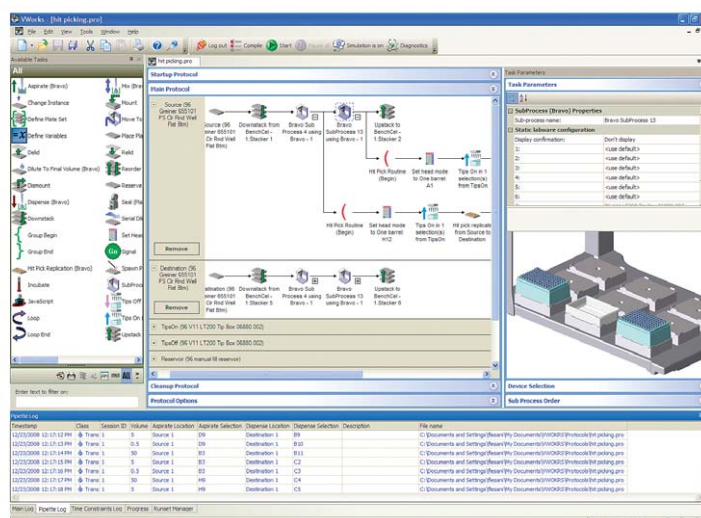 VWorks - [hit picking.pro]
File Edit View Tools Window Help
Log out Compile Start Simulation is on Diagnostics
Available Tasks
All
Aspirate (Bravo)
Mix (Bra
Change Instance
Mount
Define Plate Set
Move To
Define Variables
Place Pla
Delid
Relid
Dilute To Final Volume (Bravo)
Reorder
Dismount
Reserve
Dispense (Bravo)
Seal (Pla
Downstack
Serial Dil
Group Begin
Set Head
Group End
Signal
Hit Pick Replication (Bravo)
Spawn P
Incubate
SubProc
JavaScript
Tips Off
Loop
Tips On (
Loop End
Upstack
Enter text to filter on:
hit picking.pro
Startup Protocol
Main Protocol
Source (96
Greiner 655101
PS Clr Rnd Well
Flat Btm)
Remove
Source (96
Downstack from
BenchCel -
1:Stacker 1
Bravo Sub
Process 4 using
Bravo - 1
Bravo
SubProcess 13
using Bravo - 1
Upstack to
BenchCel -
1:Stacker 2
Hit Pick Routine
(Begin)
Set head mode
to One barrel
A1
Tips On in 1
selection(s)
from TipsOn
Hit Pick Routine
(Begin)
Set head mode
to One barrel
H12
Tips On in 1
selection(s)
from TipsOn
Hit pick replicate
from Source to
Destination
Destination (96
Greiner 655101
PS Clr Rnd Well
Flat Btm)
Remove
Downstack from
BenchCel -
1:Stacker 5
Bravo Sub
Process 4 using
Bravo - 1
Bravo
SubProcess 13
using Bravo - 1
Upstack to
BenchCel -
1:Stacker 6
TipsOn (96 V11 LT200 Tip Box 06880.002)
TipsOff (96 V11 LT200 Tip Box 06880.002)
Reservoir (96 manual fill reservoir)
Cleanup Protocol
Protocol Options
Task Parameters
Task Parameters
SubProcess (Bravo) Properties
Sub-process name: Bravo SubProcess 13
Static labware configuration
Display confirmation: Don't display
1: <use default>
2: <use default>
3: <use default>
4: <use default>
5: <use default>
6: <use default>
Device Selection
Sub Process Order
Pipette Log
Timestamp Class Session ID Volume Aspirate Location Aspirate Selection Dispense Location Dispense Selection Description File name
12/23/2008 12:17:12 PM Trans 1 5 Source 1 D9 Destination 1 B9
12/23/2008 12:17:13 PM Trans 1 0.5 Source 1 D9 Destination 1 B10
12/23/2008 12:17:14 PM Trans 1 50 Source 1 B3 Destination 1 B11
12/23/2008 12:17:15 PM Trans 1 5 Source 1 B3 Destination 1 C2
12/23/2008 12:17:16 PM Trans 1 0.5 Source 1 B3 Destination 1 C3
12/23/2008 12:17:17 PM Trans 1 50 Source 1 H9 Destination 1 C4
12/23/2008 12:17:18 PM Trans 1 5 Source 1 H9 Destination 1 C5
Main Log Pipette Log Time Constraints Log Progress Runset Manager